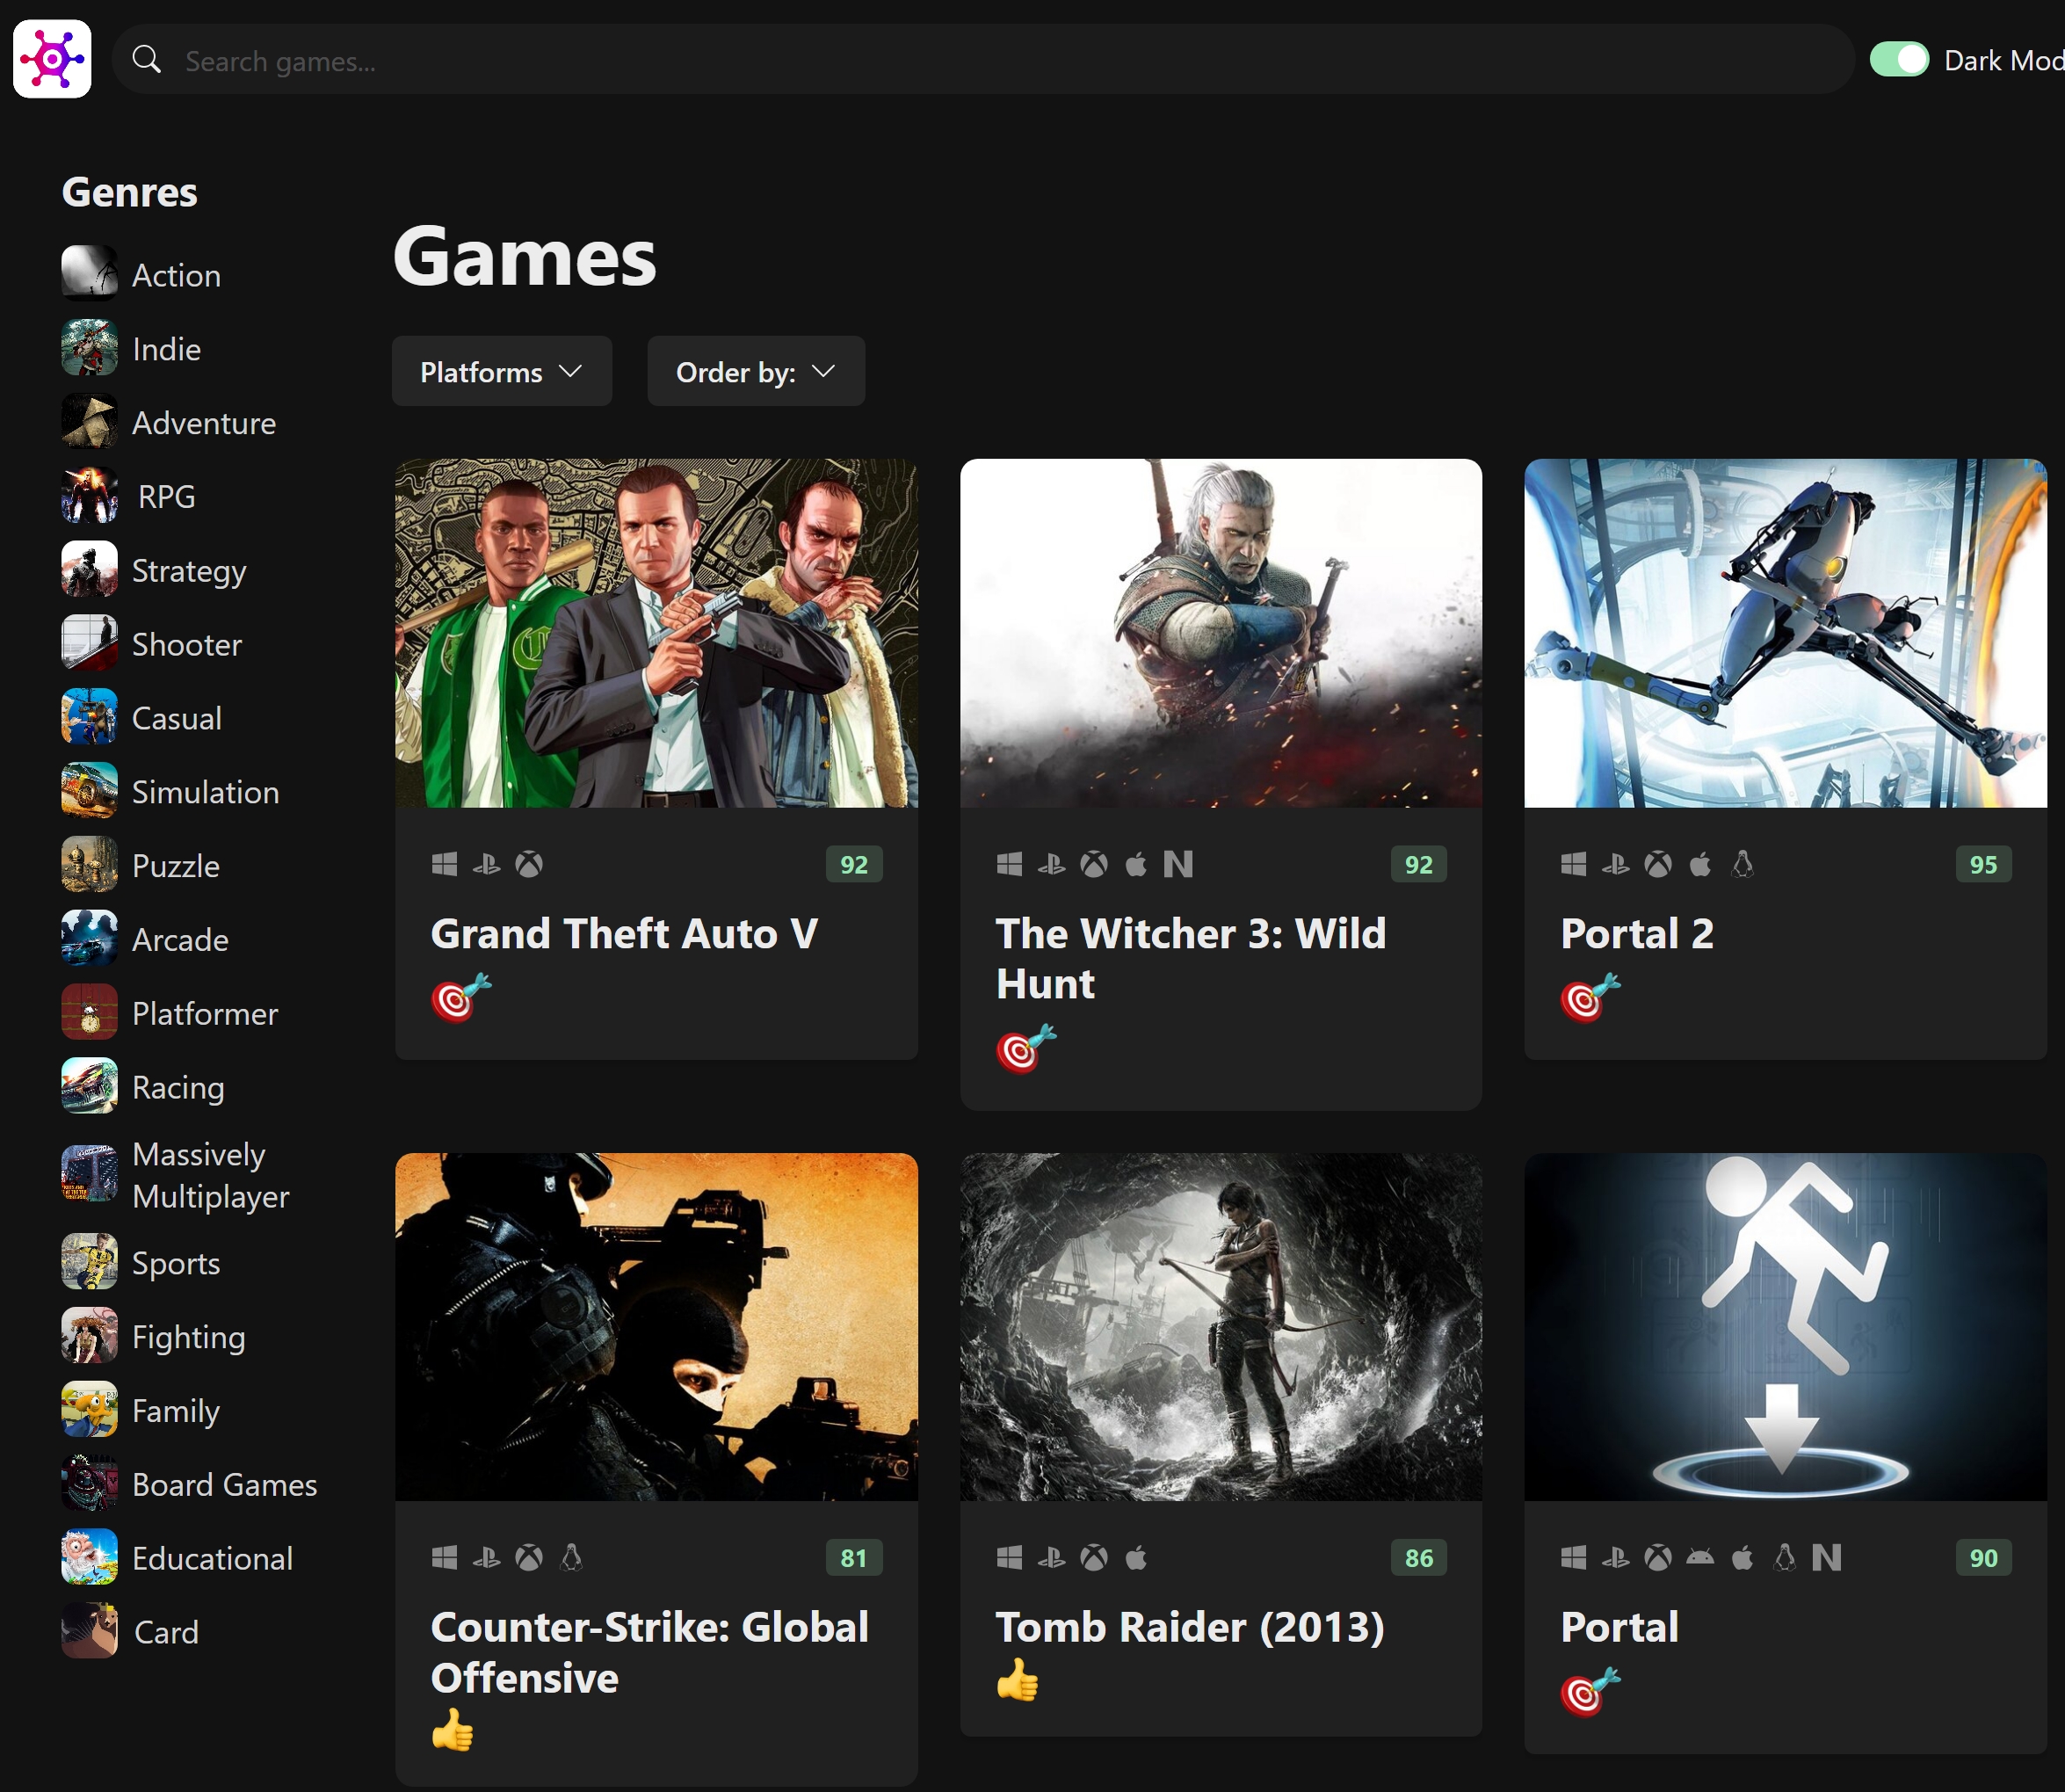 Search games...
Dark Mod
Genres
Action
Indie
Adventure
RPG
Strategy
Shooter
Casual
Simulation
Puzzle
Arcade
Platformer
Racing
Massively
Multiplayer
Sports
Fighting
Family
Board Games
Educational
Card
Games
Platforms
Order by:
92
Grand Theft Auto V
92
The Witcher 3: Wild
Hunt
95
Portal 2
81
Counter-Strike: Global
Offensive
86
Tomb Raider (2013)
90
Portal